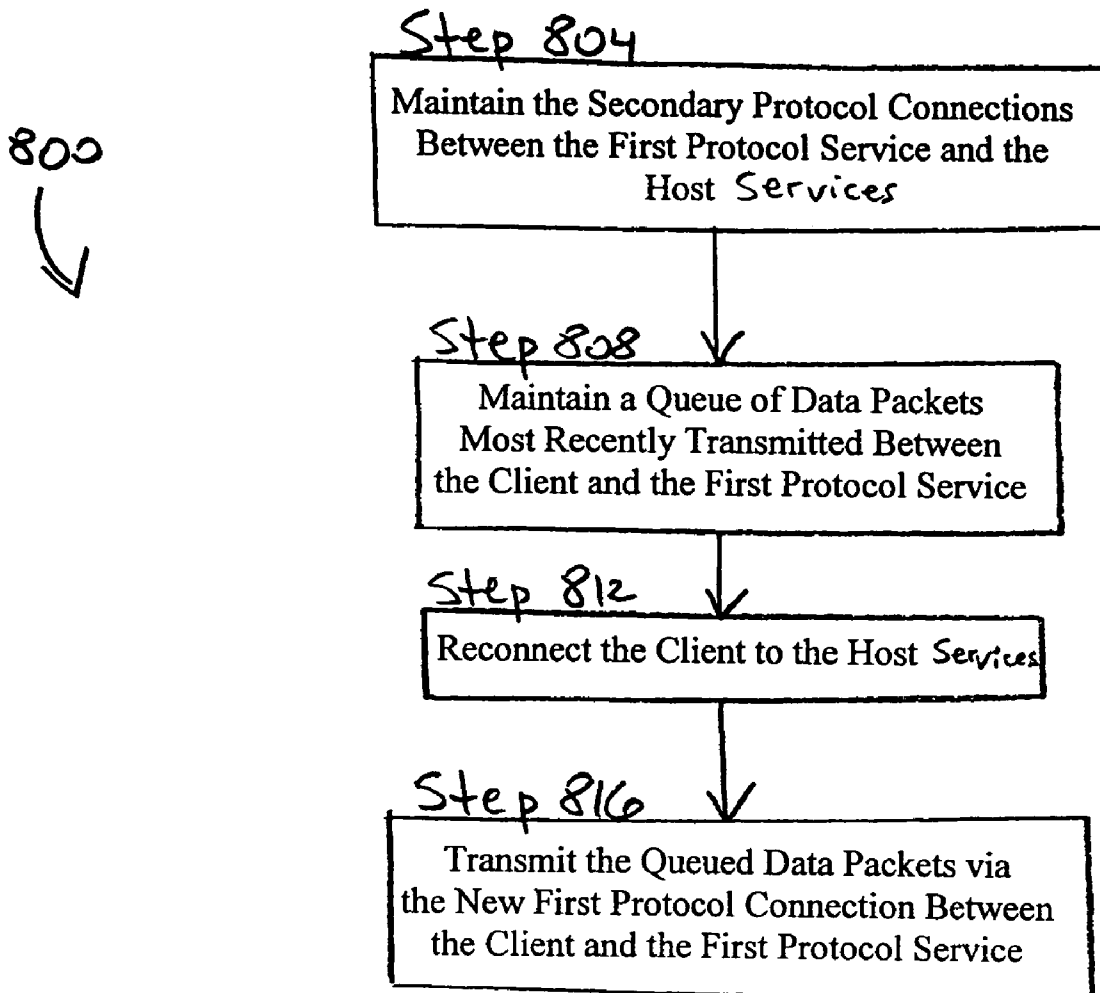 Step 804
Maintain the Secondary Protocol Connections
Between the First Protocol Service and the
Host Services
800
Step 808
Maintain a Queue of Data Packets
Most Recently Transmitted Between
the Client and the First Protocol Service
Step 812
Reconnect the Client to the Host Services
Step 816
Transmit the Queued Data Packets via
the New First Protocol Connection Between
the Client and the First Protocol Service